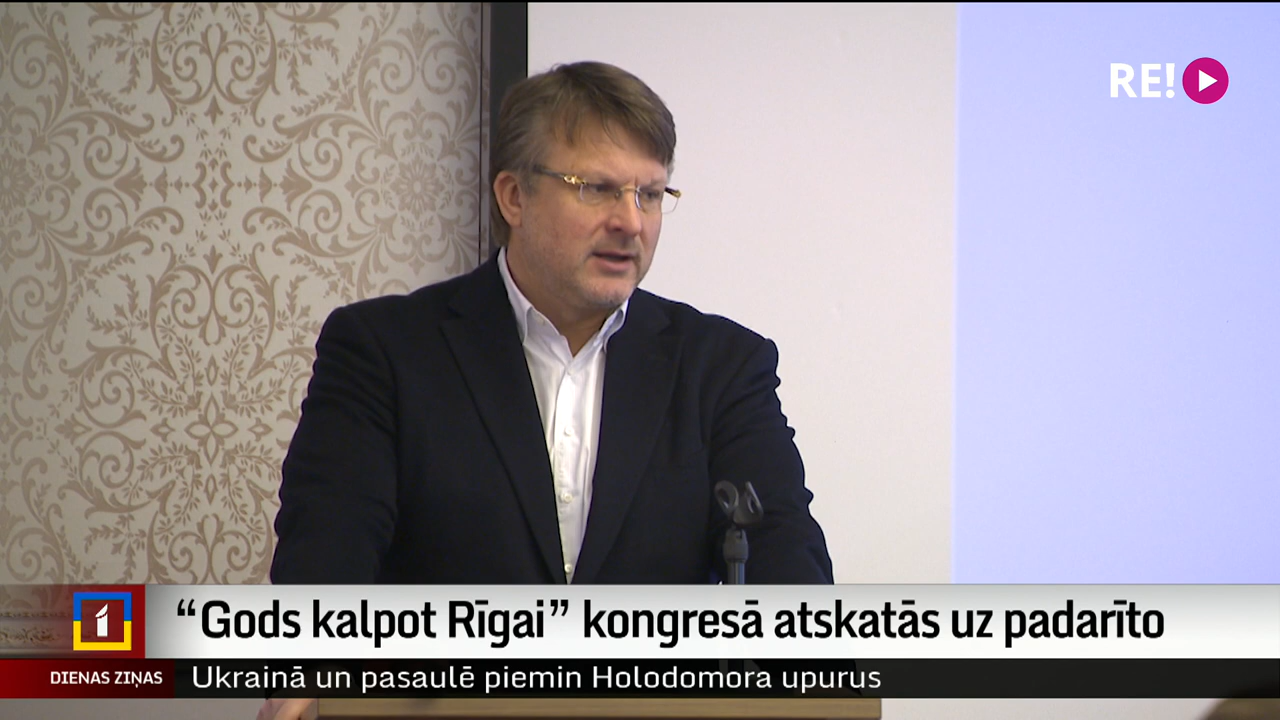 RE!
1
“Gods kalpot Rīgai” kongresā atskatās uz padarīto
DIENAS ZIŅAS
Ukrainā un pasaulē piemin Holodomora upurus